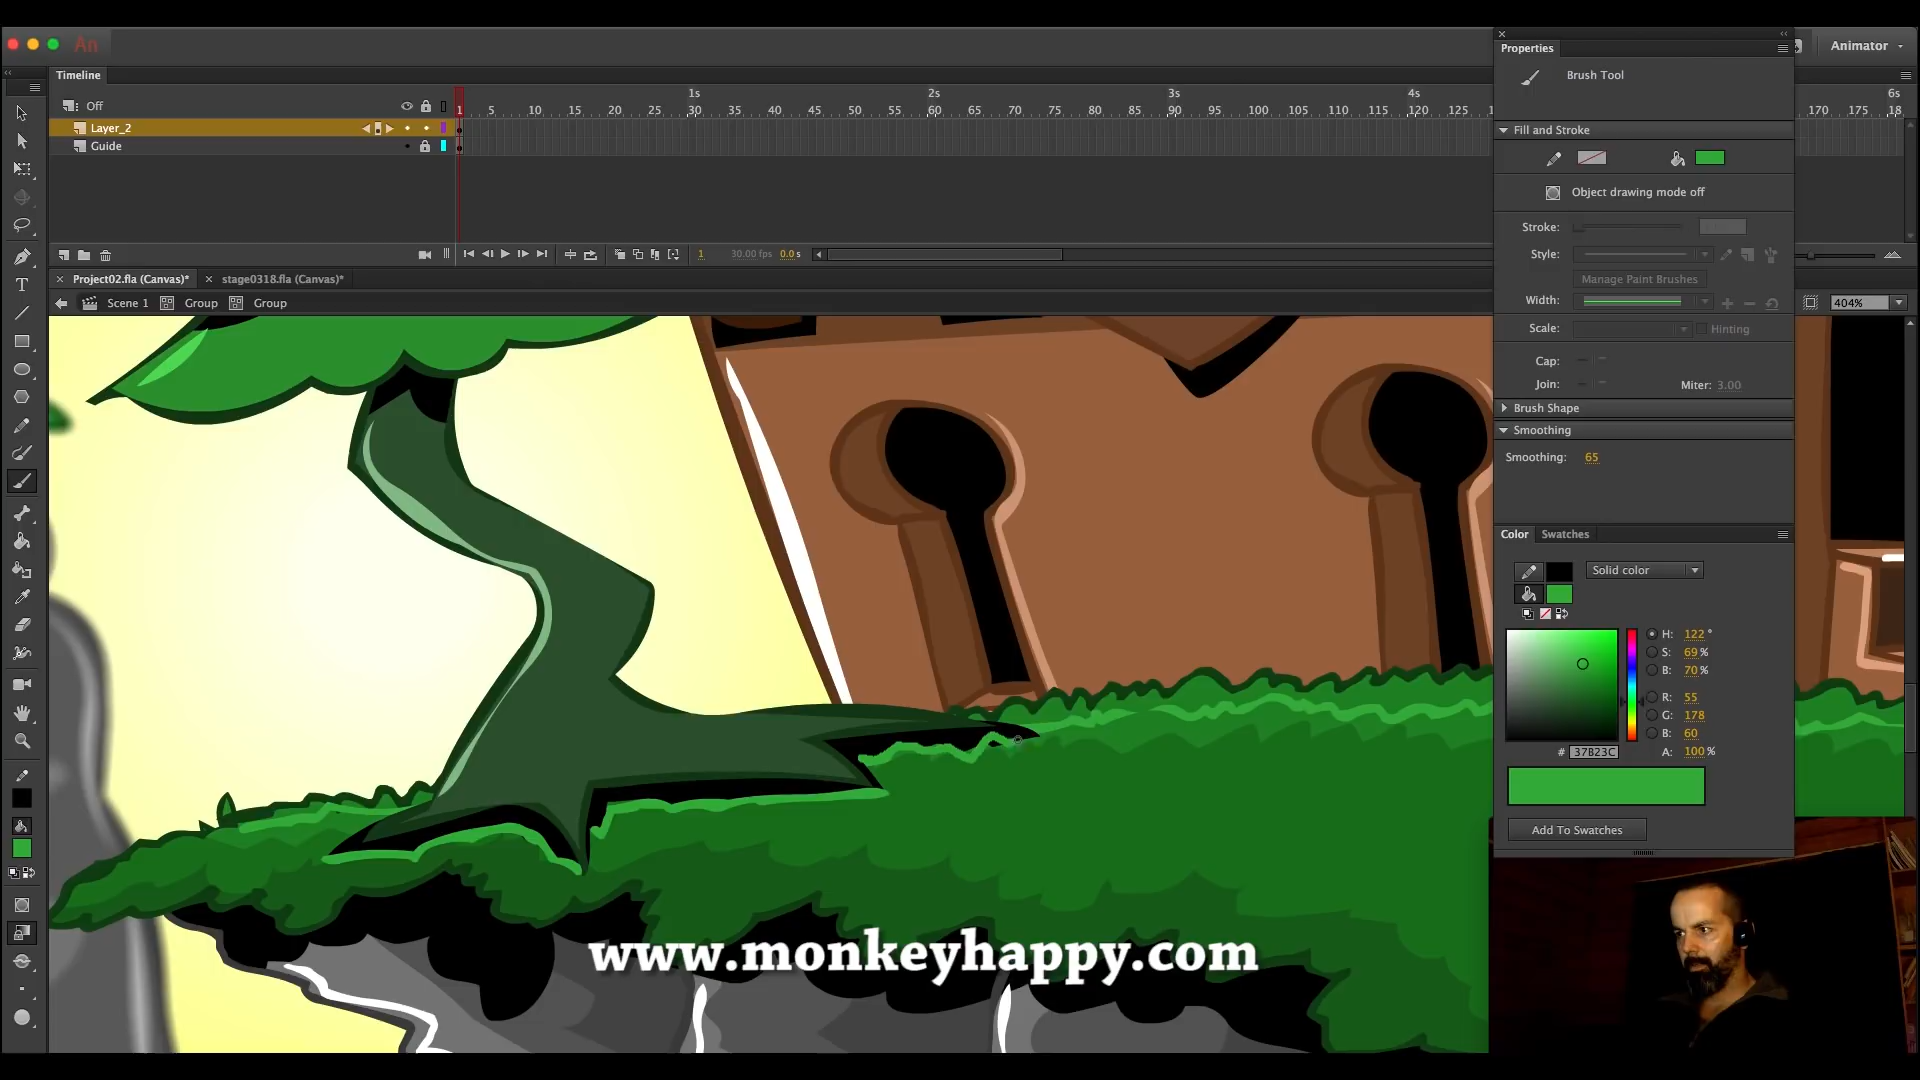 An
Animator
Timeline
Properties
Brush Tool
Off
1s 2s 3s 4s 6s
1 5 10 15 20 25 30 35 40 45 50 55 60 65 70 75 80 85 90 95 100 105 110 115 120 125 170 175 18
Layer_2
Guide
Fill and Stroke
Object drawing mode off
Stroke:
Style:
Manage Paint Brushes
Width:
Scale:
Hinting
Cap:
Join:
Miter: 3.00
Brush Shape
Smoothing
Smoothing: 65
1 30.00 fps 0.0 s
Project02.fla (Canvas)*
stage0318.fla (Canvas)*
Scene 1 Group Group
404%
Color Swatches
Solid color
H: 122 °
S: 69 %
B: 70 %
R: 55
G: 178
B: 60
# 37B23C
A: 100 %
Add To Swatches
www.monkeyhappy.com